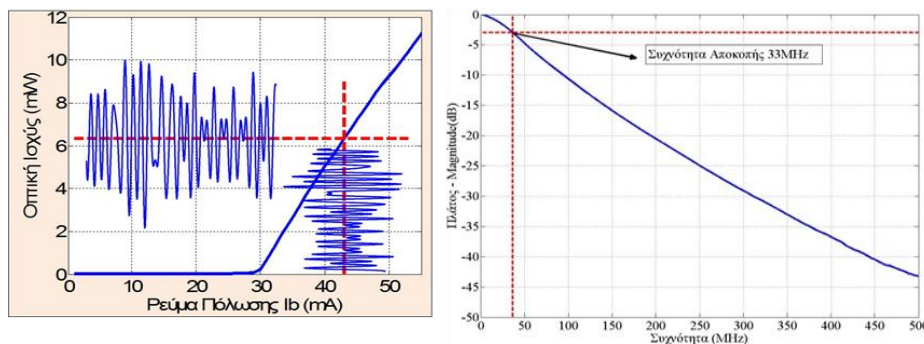 12
10
8
6
4
2
0
Οπτική Ισχύς (mW)
10 20 30 40 50
Ρεύμα Πόλωσης Ib (mA)
0
-5
-10
-15
-20
-25
-30
-35
-40
-45
-50
Πλάτος - Magnitude(dB)
Συχνότητα Αποκοπής 33MHz
0 50 100 150 200 250 300 350 400 450 500
Συχνότητα (MHz)